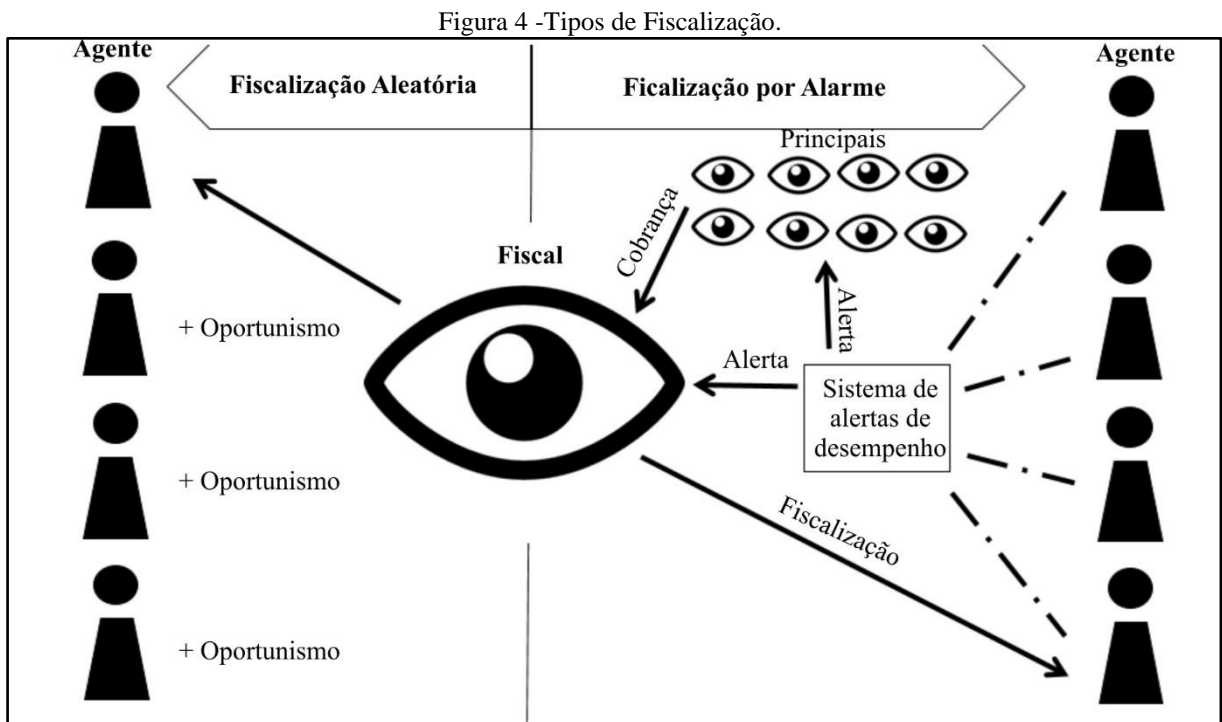 Figura 4 -Tipos de Fiscalização.
Agente
Fiscalização Aleatória
Ficalização por Alarme
Agente
Principais
Cobrança
Fiscal
+ Oportunismo
Alerta
Alerta
Sistema de
alertas de
desempenho
+ Oportunismo
Fiscalização
+ Oportunismo